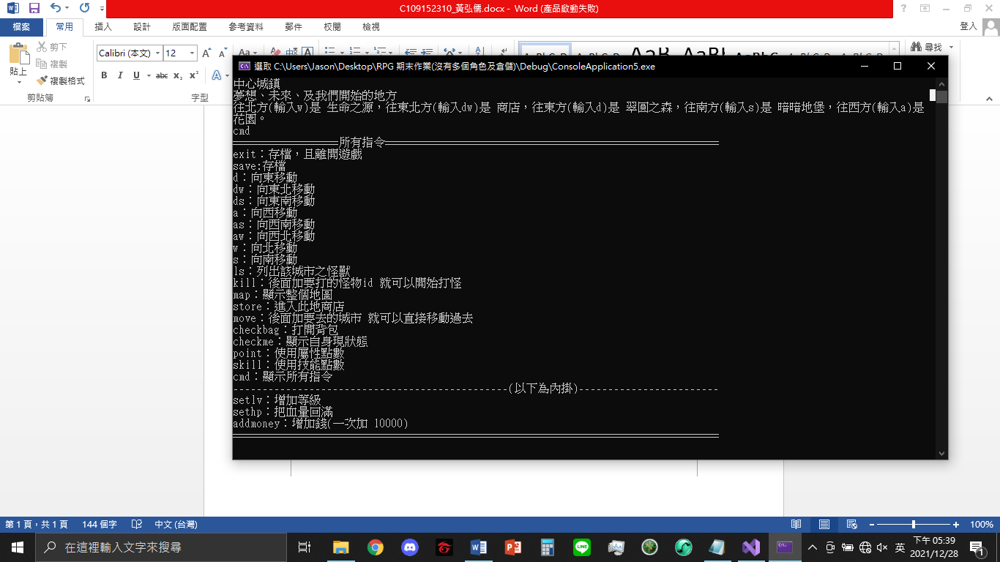 C109152310_黃弘儒.docx - Word (產品啟動失敗)
檔案 常用 插入 設計 版面配置 參考資料 郵件 校閱 檢視 登入
貼上 剪下 複製 複製格式 剪貼簿
Calibri (本文) 12
B I U abc x₂ x² A
字型
尋找
選取 C:\Users\Jason\Desktop\RPG 期末作業(沒有多個角色及倉儲)\Debug\ConsoleApplication5.exe
中心城鎮
夢想、未來、及我們開始的地方
往北方(輸入w)是 生命之源，往東北方(輸入dw)是 商店，往東方(輸入d)是 翠圓之森，往南方(輸入s)是 暗暗地堡，往西方(輸入a)是
花園。
cmd
══════════════════所有指令═════════════════════════════════════════════════════════
exit：存檔，且離開遊戲
save:存檔
d：向東移動
dw：向東北移動
ds：向東南移動
a：向西移動
as：向西南移動
aw：向西北移動
w：向北移動
s：向南移動
ls：列出該城市之怪獸
kill：後面加要打的怪物id 就可以開始打怪
map：顯示整個地圖
store：進入此地商店
move：後面加要去的城市 就可以直接移動過去
checkbag：打開背包
checkme：顯示自身現狀態
point：使用屬性點數
skill：使用技能點數
cmd：顯示所有指令
-----------------------------------------------(以下為內掛)------------------------
setlv：增加等級
sethp：把血量回滿
addmoney：增加錢(一次加 10000)
第 1 頁，共 1 頁 144 個字 中文 (台灣) 100%
在這裡輸入文字來搜尋
英 下午 05:39
2021/12/28
1